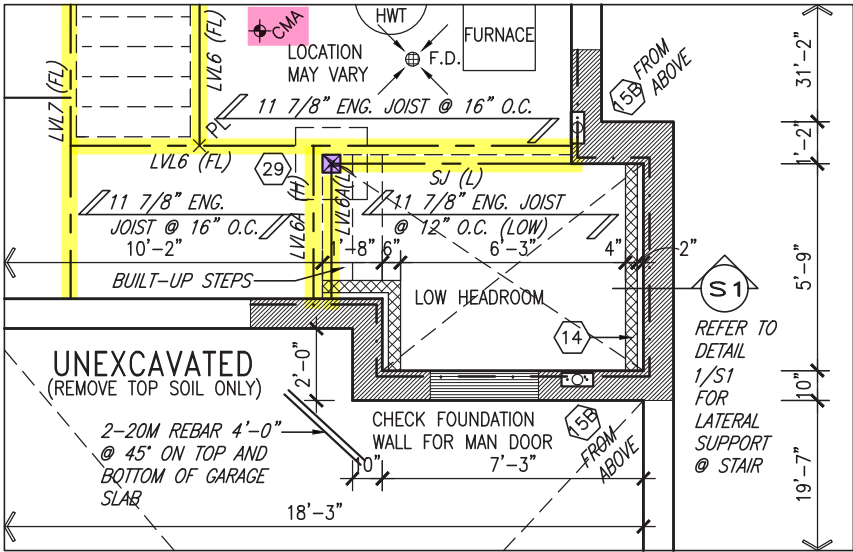 HWT
CMA
FURNACE
LOCATION
MAY VARY
F.D.
LVL7 (FL)
LVL6 (FL)
PL
15B
FROM
ABOVE
31'-2"
11 7/8" ENG. JOIST @ 16" O.C.
1'-2"
LVL6 (FL)
29
SJ (L)
LVL6A (H)
LVL6A(L)
11 7/8" ENG.
JOIST @ 16" O.C.
11 7/8" ENG. JOIST
@ 12" O.C. (LOW)
10'-2"
1'-8"
6"
6'-3"
4"
2"
5'-9"
BUILT-UP STEPS
LOW HEADROOM
S1
14
REFER TO
DETAIL
1/S1
FOR
LATERAL
SUPPORT
@ STAIR
UNEXCAVATED
(REMOVE TOP SOIL ONLY)
2'-0"
10"
2-20M REBAR 4'-0"
@ 45° ON TOP AND
BOTTOM OF GARAGE
SLAB
CHECK FOUNDATION
WALL FOR MAN DOOR
15B
FROM
ABOVE
10"
7'-3"
19'-7"
18'-3"